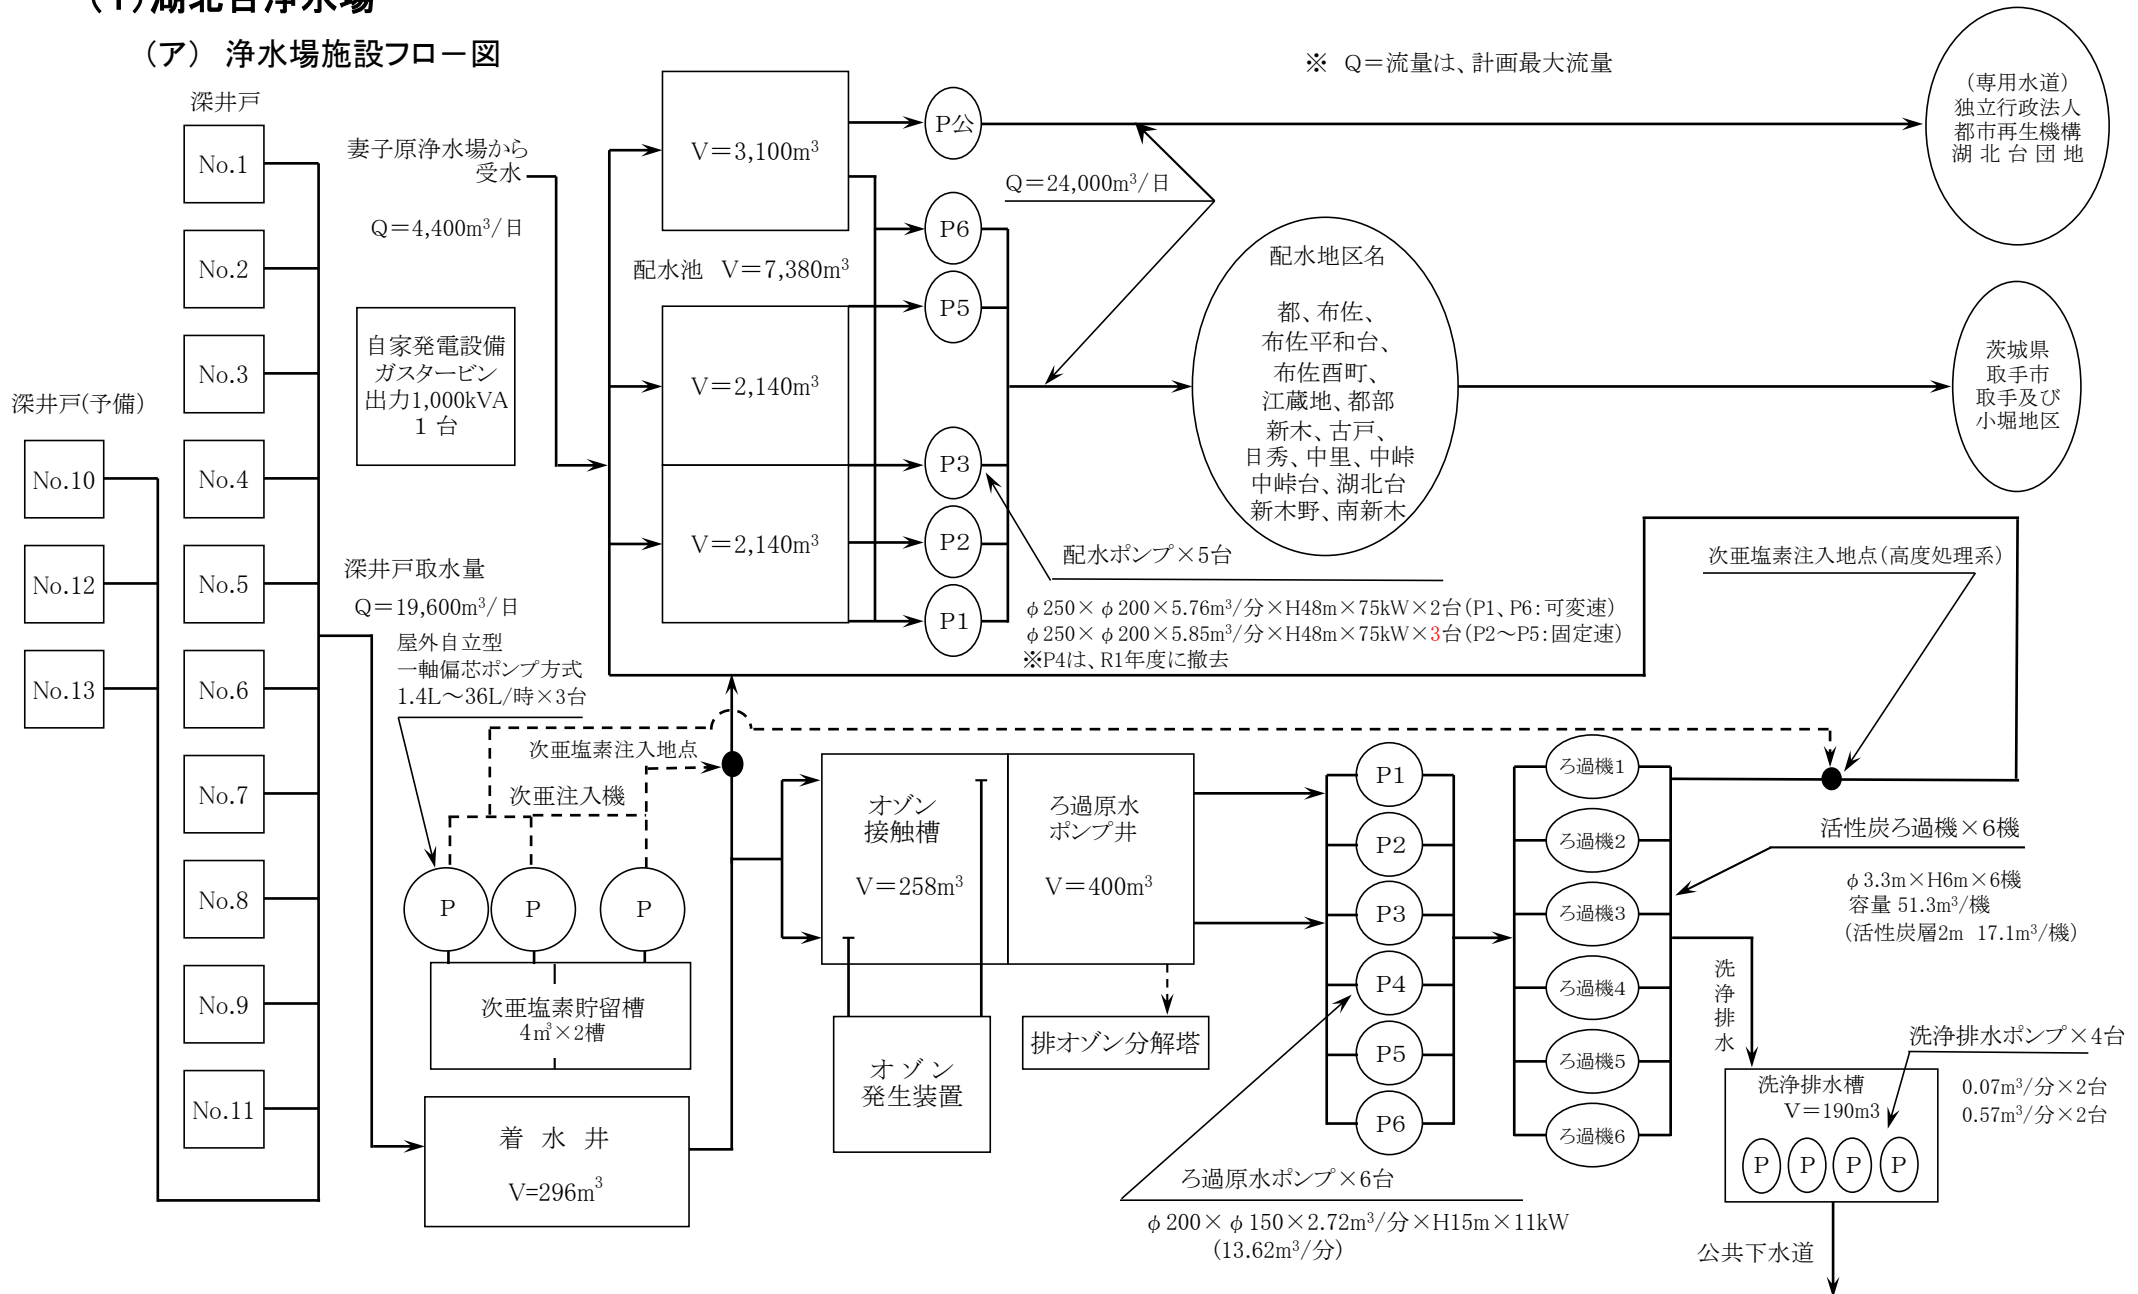 (1)湖北台浄水場
(ア) 浄水場施設フロー図
※ Q=流量は、計画最大流量
深井戸
No.1
No.2
No.3
No.4
No.5
No.6
No.7
No.8
No.9
No.11
深井戸(予備)
No.10
No.12
No.13
妻子原浄水場から
受水
Q=4,400m³/日
自家発電設備
ガスタービン
出力1,000kVA
1 台
深井戸取水量
Q=19,600m³/日
屋外自立型
一軸偏芯ポンプ方式
1.4L～36L/時×3台
V=3,100m³
配水池 V=7,380m³
V=2,140m³
V=2,140m³
P公
P6
P5
P3
P2
P1
Q=24,000m³/日
(専用水道)
独立行政法人
都市再生機構
湖 北 台 団 地
配水地区名
都、布佐、
布佐平和台、
布佐酉町、
江蔵地、都部
新木、古戸、
日秀、中里、中峠
中峠台、湖北台
新木野、南新木
茨城県
取手市
取手及び
小堀地区
配水ポンプ×5台
φ250×φ200×5.76m³/分×H48m×75kW×2台(P1、P6:可変速)
φ250×φ200×5.85m³/分×H48m×75kW×3台(P2～P5:固定速)
※P4は、R1年度に撤去
次亜塩素注入地点(高度処理系)
次亜塩素注入地点
次亜注入機
P
P
P
次亜塩素貯留槽
4㎥×2槽
着 水 井
V=296m³
オゾン
接触槽
V=258m³
ろ過原水
ポンプ井
V=400m³
オ ゾ ン
発生装置
排オゾン分解塔
P1
P2
P3
P4
P5
P6
ろ過原水ポンプ×6台
φ200×φ150×2.72m³/分×H15m×11kW
(13.62m³/分)
ろ過機1
ろ過機2
ろ過機3
ろ過機4
ろ過機5
ろ過機6
活性炭ろ過機×6機
φ3.3m×H6m×6機
容量 51.3m³/機
(活性炭層2m 17.1m³/機)
洗
浄
排
水
洗浄排水ポンプ×4台
0.07m³/分×2台
0.57m³/分×2台
洗浄排水槽
V=190m3
P
P
P
P
公共下水道